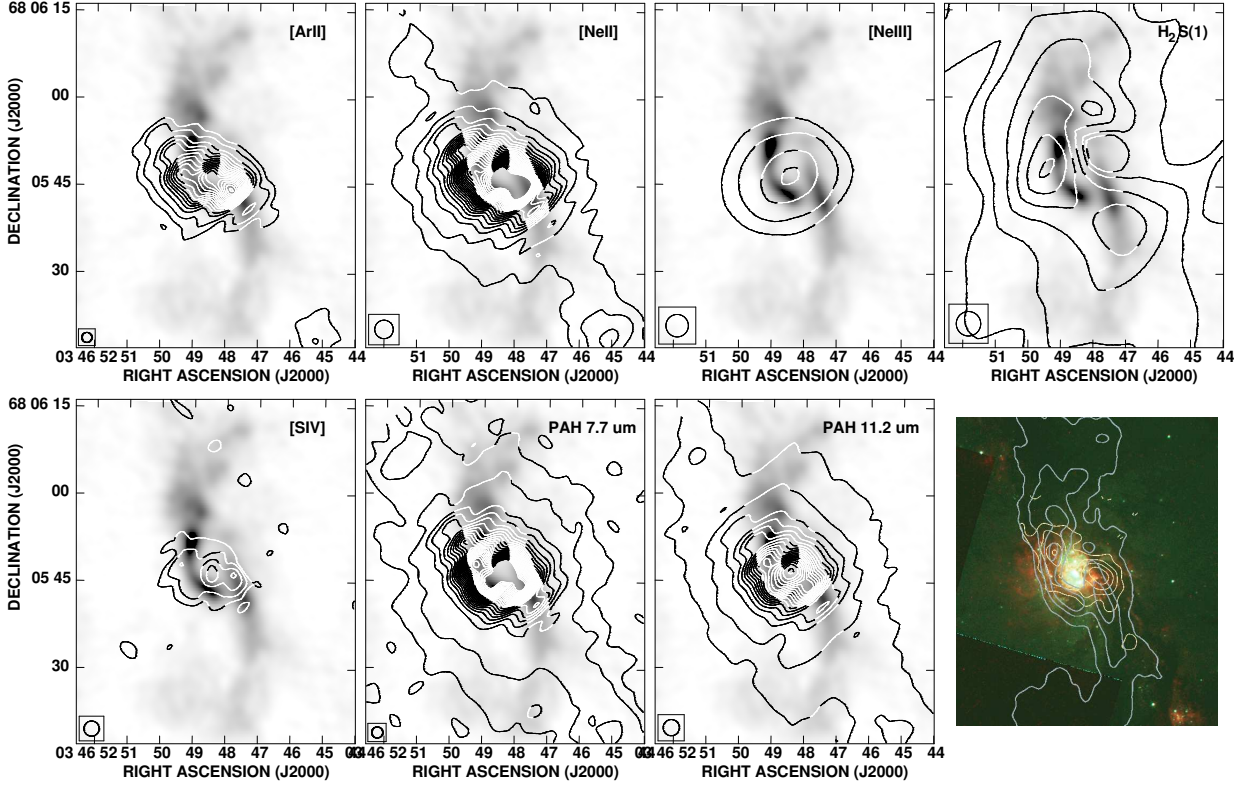 68 06 15
[ArII]
[NeII]
[NeIII]
H2S(1)
00
05 45
30
DECLINATION (J2000)
03 46 52 51 50 49 48 47 46 45 44
51 50 49 48 47 46 45 44
51 50 49 48 47 46 45 44
51 50 49 48 47 46 45 44
RIGHT ASCENSION (J2000)
RIGHT ASCENSION (J2000)
RIGHT ASCENSION (J2000)
RIGHT ASCENSION (J2000)
68 06 15
[SIV]
PAH 7.7 um
PAH 11.2 um
00
05 45
30
DECLINATION (J2000)
03 46 52 51 50 49 48 47 46 45
46 52 51 50 49 48 47 46 45 44
46 52 51 50 49 48 47 46 45 44
RIGHT ASCENSION (J2000)
RIGHT ASCENSION (J2000)
RIGHT ASCENSION (J2000)